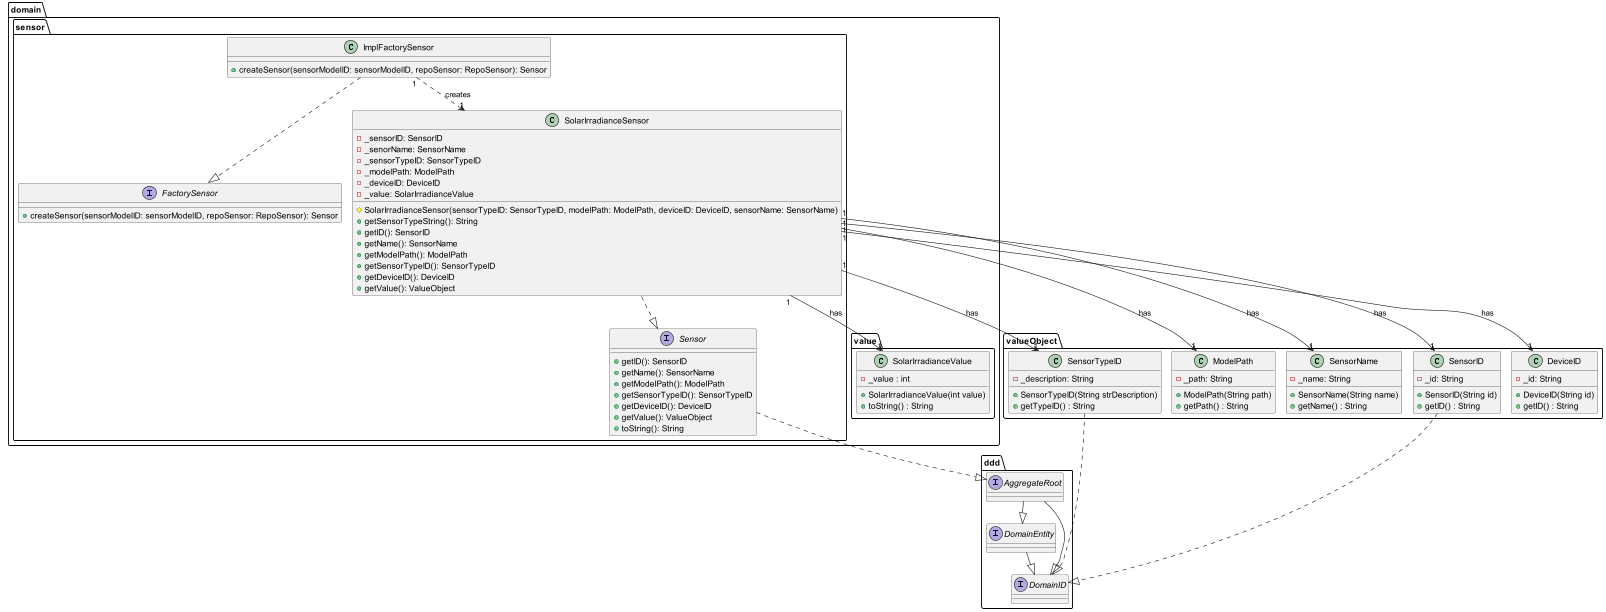 domain
sensor
C ImplFactorySensor
createSensor(sensorModelID: sensorModelID, repoSensor: RepoSensor): Sensor
1
creates
1
C SolarIrradianceSensor
_sensorID: SensorID
_senorName: SensorName
_sensorTypeID: SensorTypeID
_modelPath: ModelPath
_deviceID: DeviceID
_value: SolarIrradianceValue
SolarIrradianceSensor(sensorTypeID: SensorTypeID, modelPath: ModelPath, deviceID: DeviceID, sensorName: SensorName)
getSensorTypeString(): String
getID(): SensorID
getName(): SensorName
getModelPath(): ModelPath
getSensorTypeID(): SensorTypeID
getDeviceID(): DeviceID
getValue(): ValueObject
I FactorySensor
createSensor(sensorModelID: sensorModelID, repoSensor: RepoSensor): Sensor
1
1
1
1
1
1
has
has
has
has
has
has
I Sensor
getID(): SensorID
getName(): SensorName
getModelPath(): ModelPath
getSensorTypeID(): SensorTypeID
getDeviceID(): DeviceID
getValue(): ValueObject
toString(): String
value
1
C SolarIrradianceValue
_value : int
SolarIrradianceValue(int value)
toString() : String
valueObject
1
1
1
1
1
C SensorTypeID
_description: String
SensorTypeID(String strDescription)
getTypeID() : String
C ModelPath
_path: String
ModelPath(String path)
getPath() : String
C SensorName
_name: String
SensorName(String name)
getName() : String
C SensorID
_id: String
SensorID(String id)
getID() : String
C DeviceID
_id: String
DeviceID(String id)
getID() : String
ddd
I AggregateRoot
I DomainEntity
I DomainID